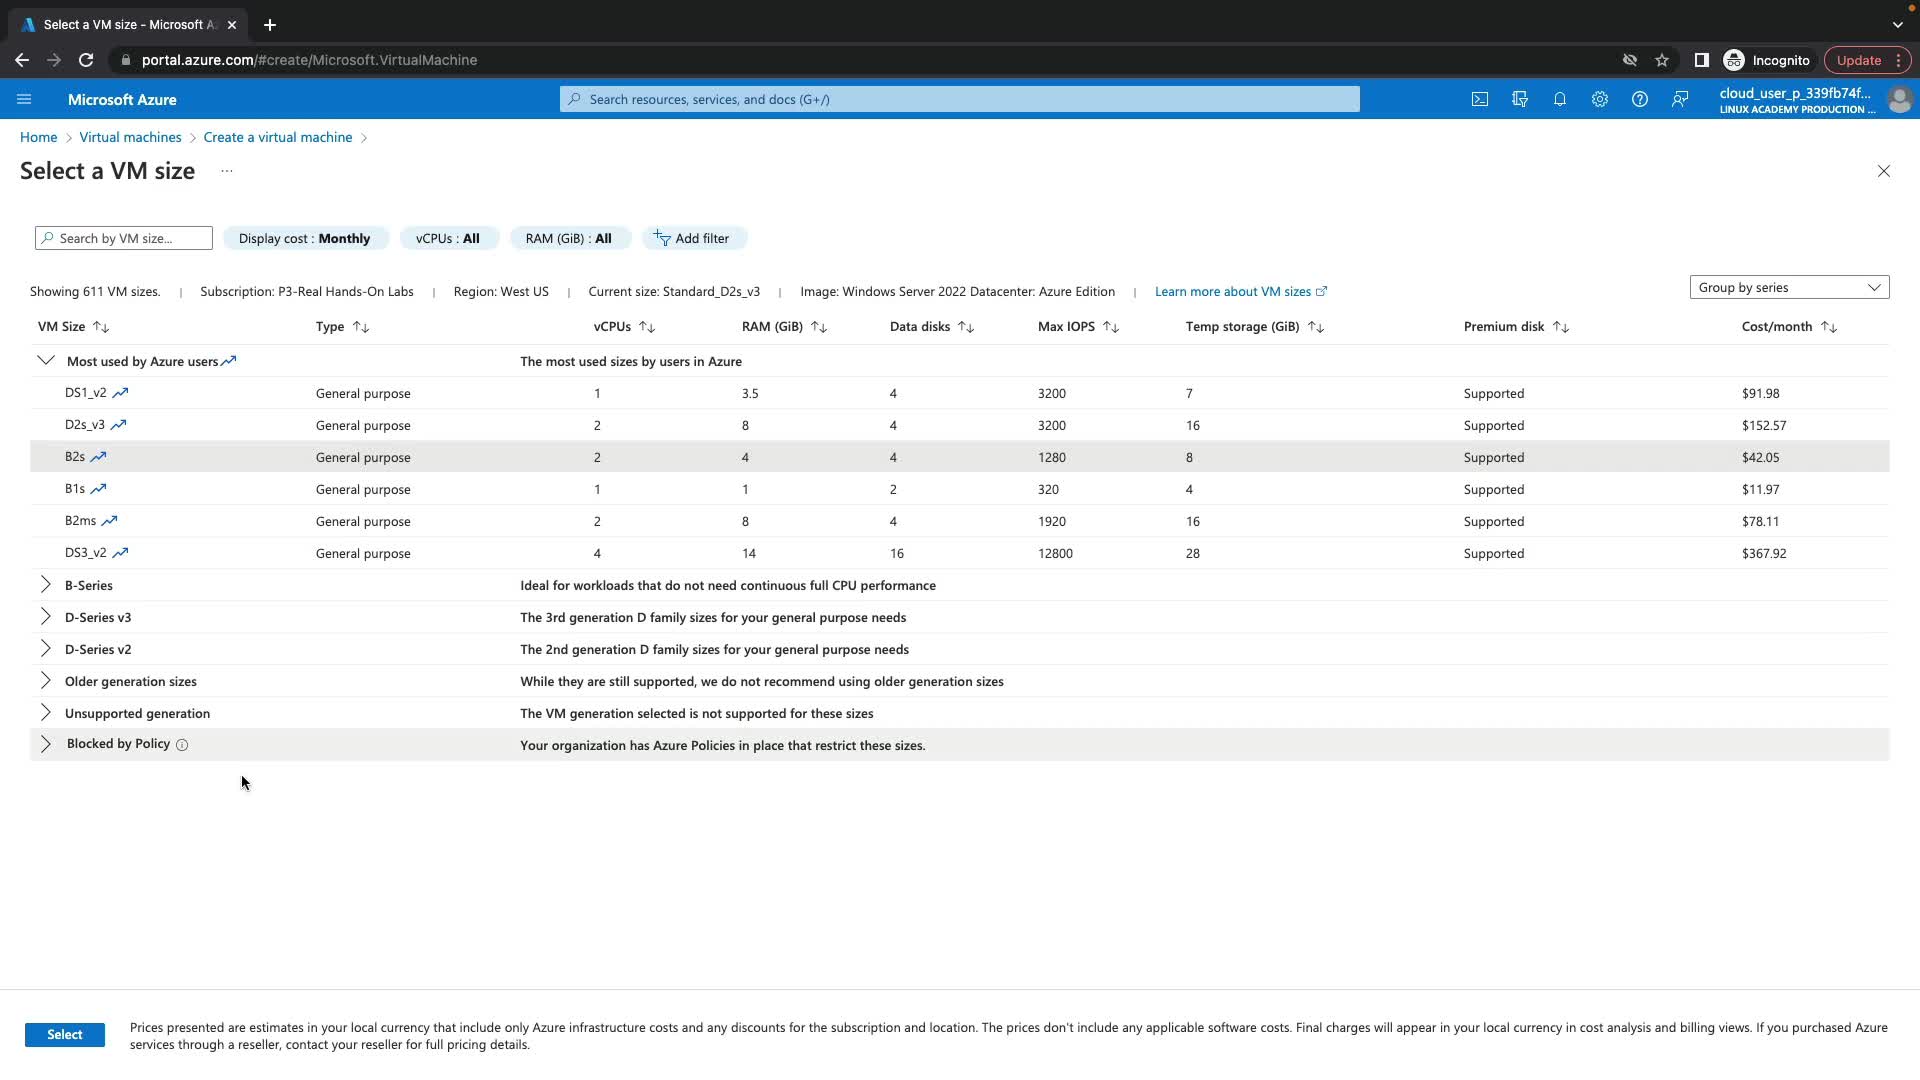 Select a VM size - Microsoft A
portal.azure.com/#create/Microsoft.VirtualMachine
Incognito
Update
Microsoft Azure
Search resources, services, and docs (G+/)
cloud_user_p_339fb74f...
LINUX ACADEMY PRODUCTION ...
Home > Virtual machines > Create a virtual machine >
Select a VM size ...
Search by VM size...
Display cost : Monthly
vCPUs : All
RAM (GiB) : All
Add filter
Showing 611 VM sizes. | Subscription: P3-Real Hands-On Labs | Region: West US | Current size: Standard_D2s_v3 | Image: Windows Server 2022 Datacenter: Azure Edition | Learn more about VM sizes
Group by series
VM Size Type vCPUs RAM (GiB) Data disks Max IOPS Temp storage (GiB) Premium disk Cost/month
Most used by Azure users The most used sizes by users in Azure
DS1_v2 General purpose 1 3.5 4 3200 7 Supported $91.98
D2s_v3 General purpose 2 8 4 3200 16 Supported $152.57
B2s General purpose 2 4 4 1280 8 Supported $42.05
B1s General purpose 1 1 2 320 4 Supported $11.97
B2ms General purpose 2 8 4 1920 16 Supported $78.11
DS3_v2 General purpose 4 14 16 12800 28 Supported $367.92
B-Series Ideal for workloads that do not need continuous full CPU performance
D-Series v3 The 3rd generation D family sizes for your general purpose needs
D-Series v2 The 2nd generation D family sizes for your general purpose needs
Older generation sizes While they are still supported, we do not recommend using older generation sizes
Unsupported generation The VM generation selected is not supported for these sizes
Blocked by Policy Your organization has Azure Policies in place that restrict these sizes.
Select
Prices presented are estimates in your local currency that include only Azure infrastructure costs and any discounts for the subscription and location. The prices don't include any applicable software costs. Final charges will appear in your local currency in cost analysis and billing views. If you purchased Azure
services through a reseller, contact your reseller for full pricing details.